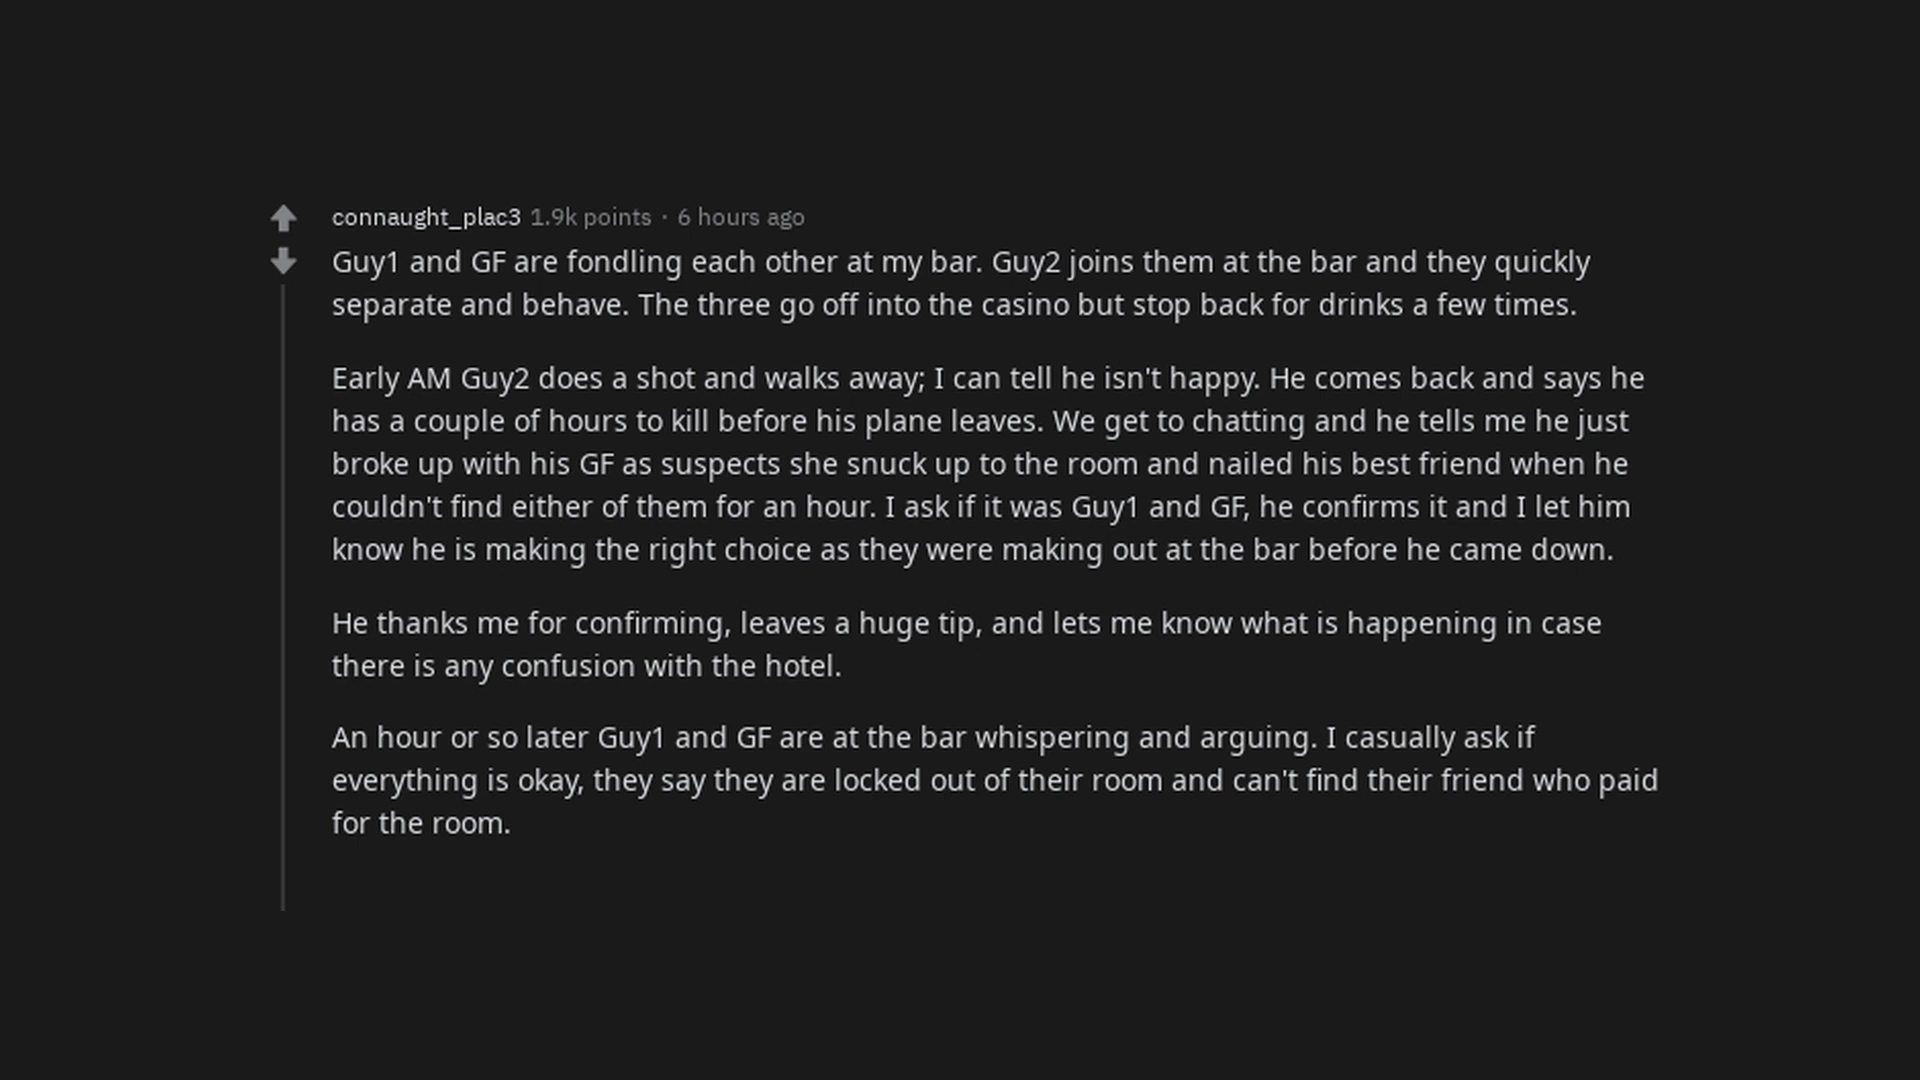 connaught_plac3 1.9k points · 6 hours ago
Guy1 and GF are fondling each other at my bar. Guy2 joins them at the bar and they quickly
separate and behave. The three go off into the casino but stop back for drinks a few times.
Early AM Guy2 does a shot and walks away; I can tell he isn't happy. He comes back and says he
has a couple of hours to kill before his plane leaves. We get to chatting and he tells me he just
broke up with his GF as suspects she snuck up to the room and nailed his best friend when he
couldn't find either of them for an hour. I ask if it was Guy1 and GF, he confirms it and I let him
know he is making the right choice as they were making out at the bar before he came down.
He thanks me for confirming, leaves a huge tip, and lets me know what is happening in case
there is any confusion with the hotel.
An hour or so later Guy1 and GF are at the bar whispering and arguing. I casually ask if
everything is okay, they say they are locked out of their room and can't find their friend who paid
for the room.